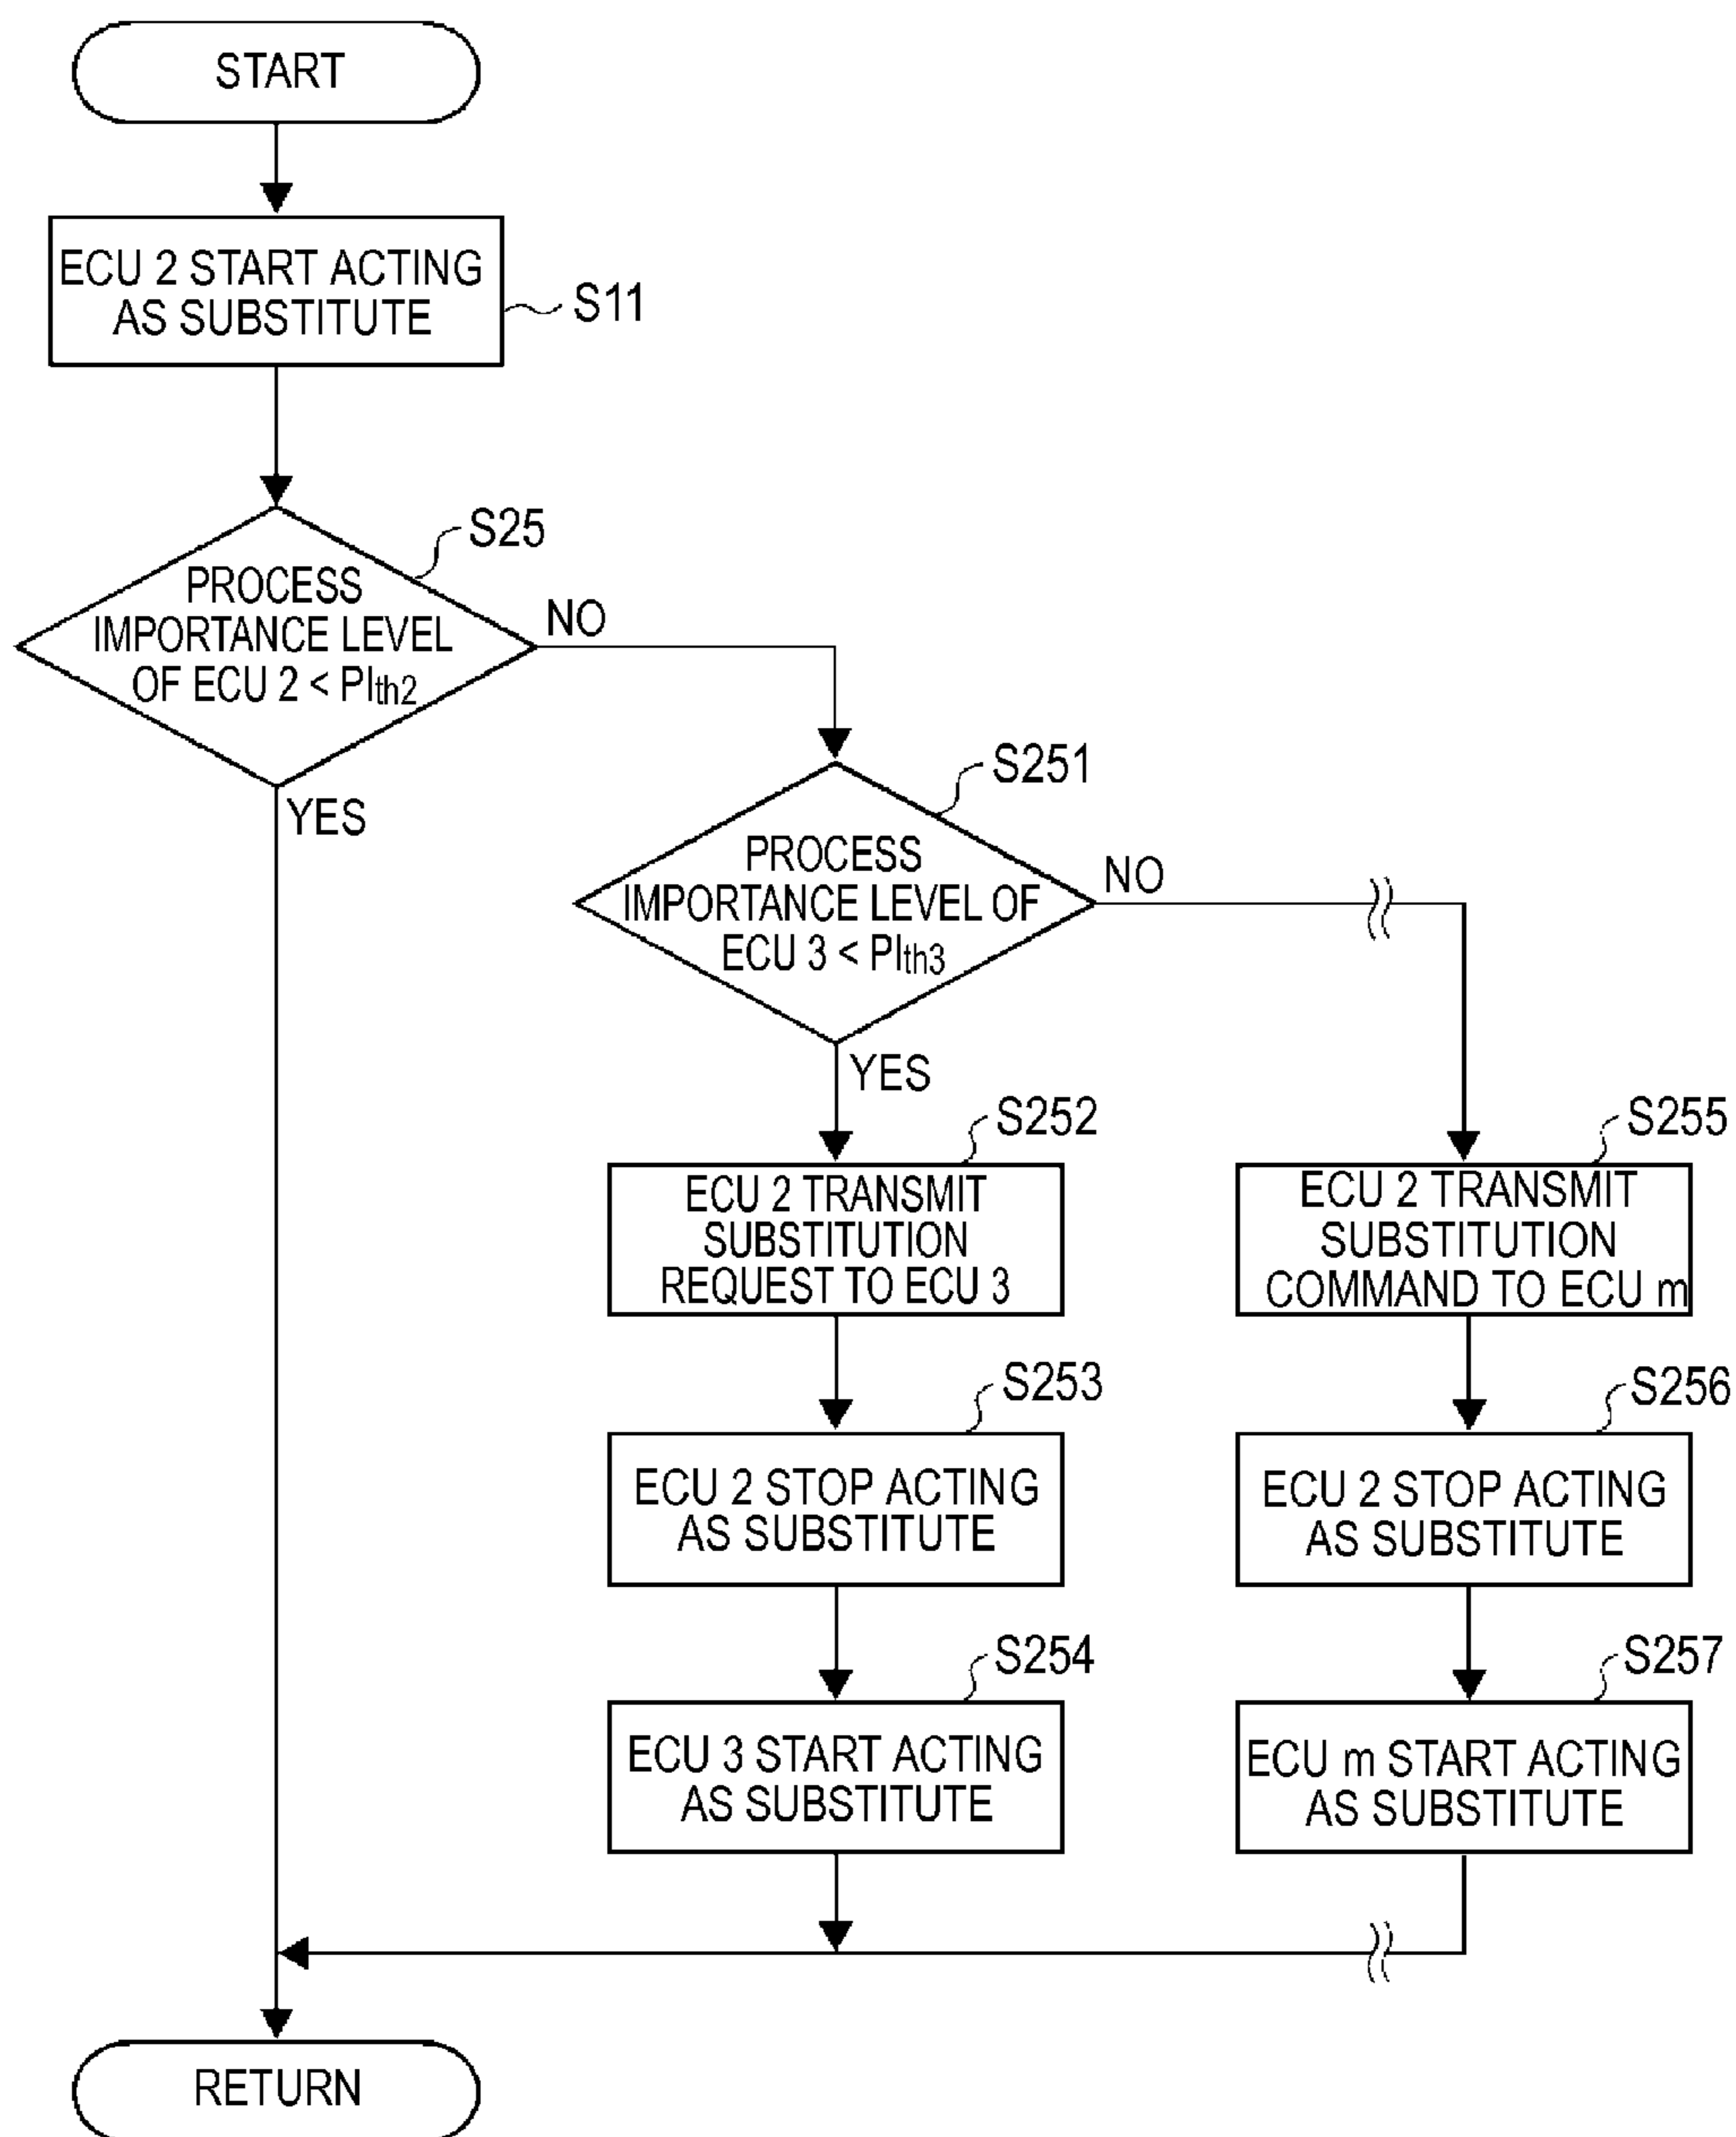 START
ECU 2 START ACTING
AS SUBSTITUTE
S11
S25
PROCESS
IMPORTANCE LEVEL
OF ECU 2 < PIth2
NO
YES
S251
PROCESS
IMPORTANCE LEVEL OF
ECU 3 < PIth3
NO
YES
S252
ECU 2 TRANSMIT
SUBSTITUTION
REQUEST TO ECU 3
S255
ECU 2 TRANSMIT
SUBSTITUTION
COMMAND TO ECU m
S253
ECU 2 STOP ACTING
AS SUBSTITUTE
S256
ECU 2 STOP ACTING
AS SUBSTITUTE
S254
ECU 3 START ACTING
AS SUBSTITUTE
S257
ECU m START ACTING
AS SUBSTITUTE
RETURN